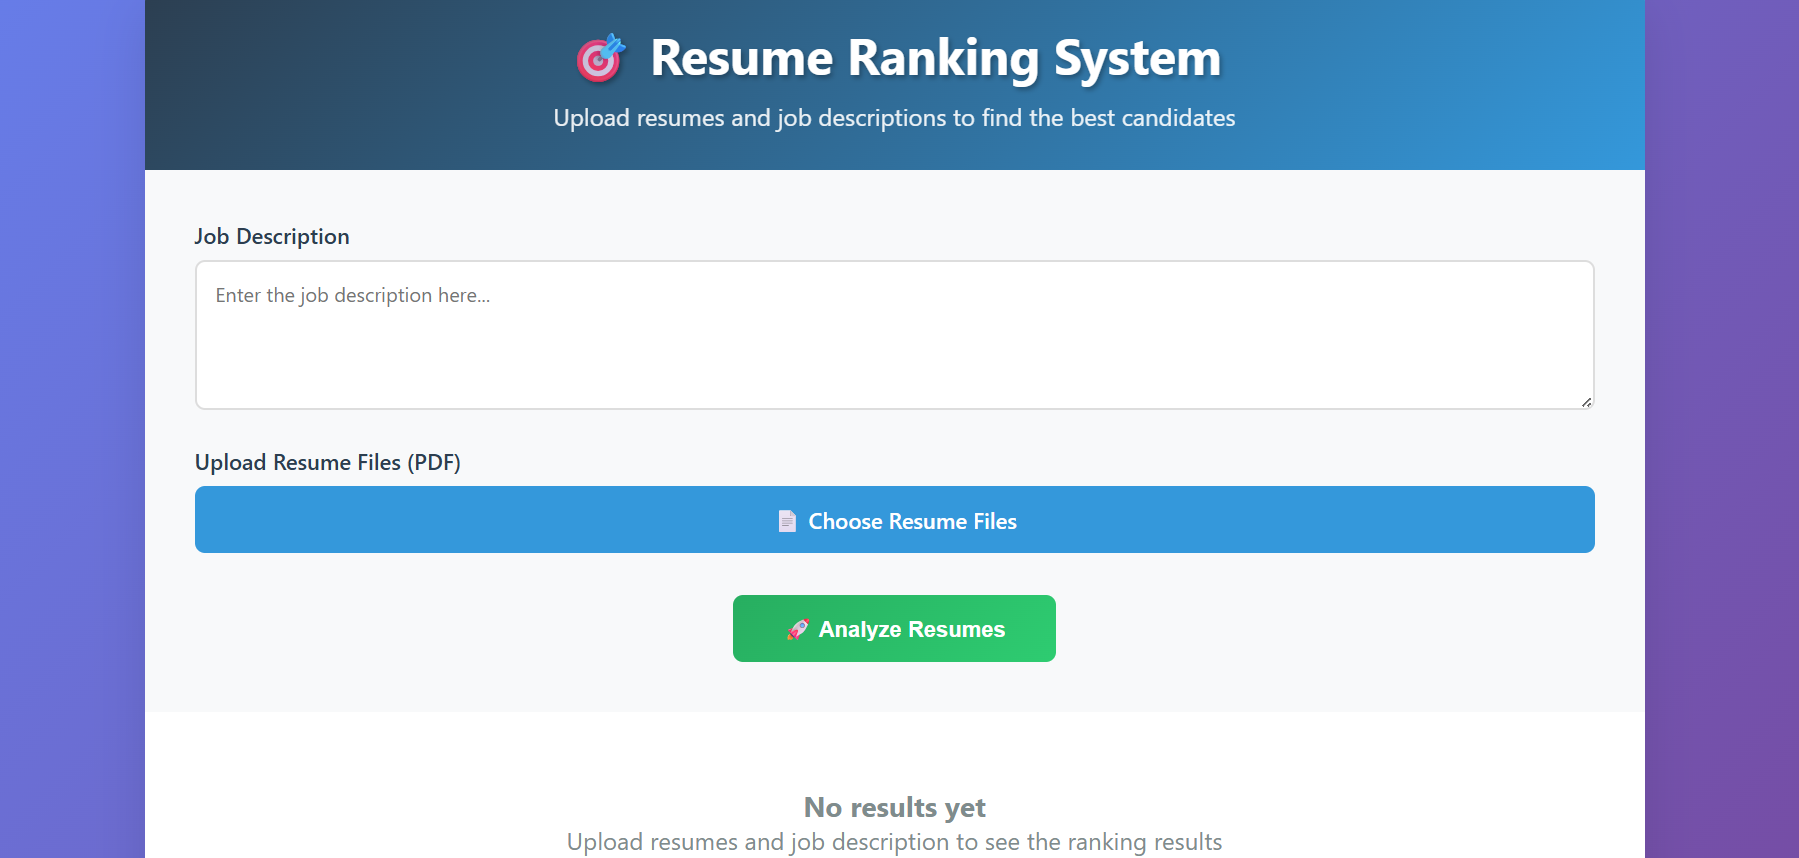 Resume Ranking System
Upload resumes and job descriptions to find the best candidates
Job Description
Enter the job description here...
Upload Resume Files (PDF)
Choose Resume Files
Analyze Resumes
No results yet
Upload resumes and job description to see the ranking results